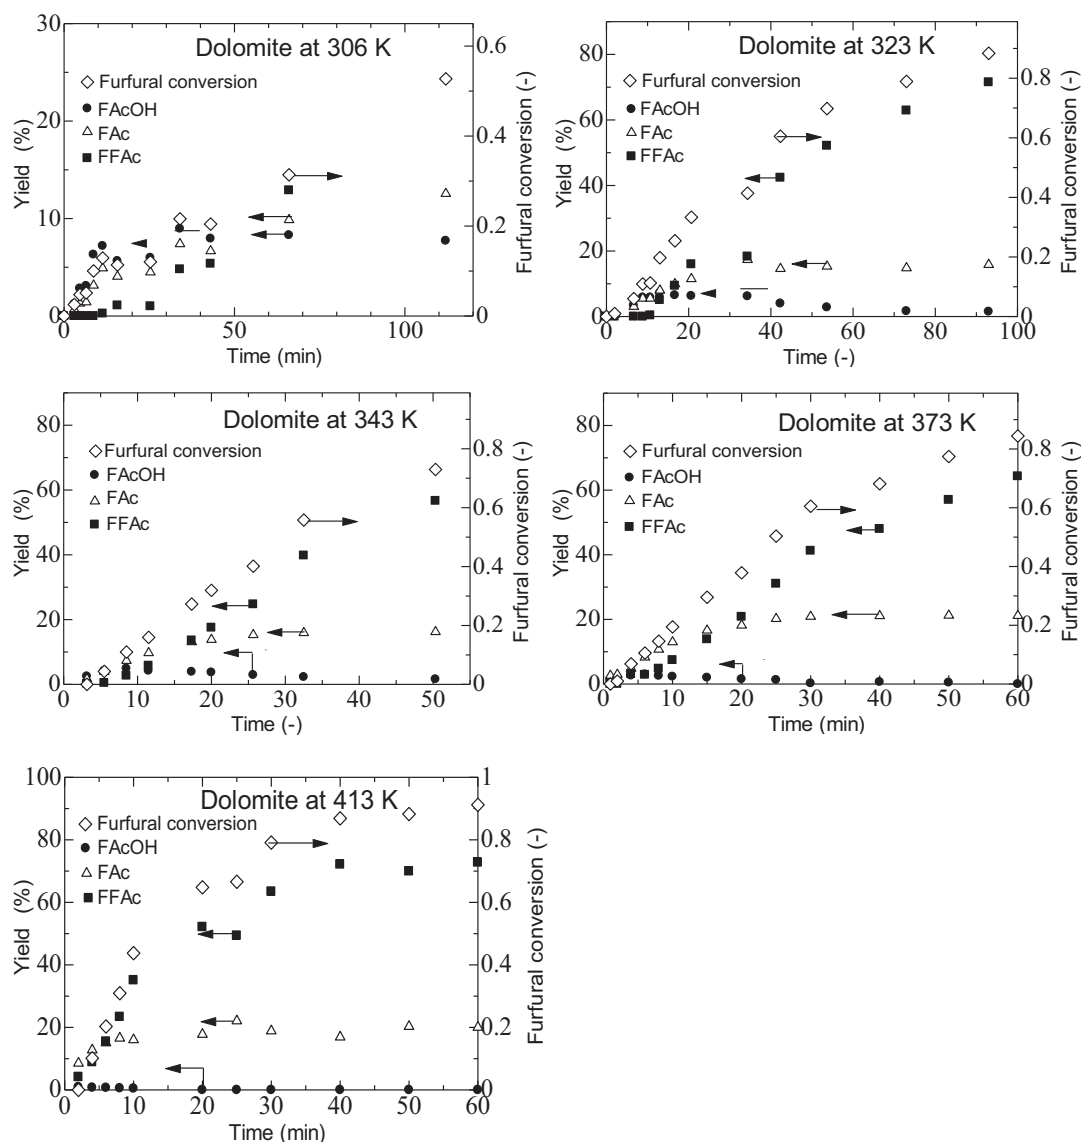 Dolomite at 306 K
Furfural conversion
FAcOH
FAc
FFAc
Yield (%)
Furfural conversion (-)
30
20
10
0
0.6
0.4
0.2
0
0 50 100
Time (min)
Dolomite at 323 K
Furfural conversion
FAcOH
FAc
FFAc
Yield (%)
Furfural conversion (-)
80
60
40
20
0
0.8
0.6
0.4
0.2
0
0 20 40 60 80 100
Time (-)
Dolomite at 343 K
Furfural conversion
FAcOH
FAc
FFAc
Yield (%)
Furfural conversion (-)
80
60
40
20
0
0.8
0.6
0.4
0.2
0
0 10 20 30 40 50
Time (-)
Dolomite at 373 K
Furfural conversion
FAcOH
FAc
FFAc
Yield (%)
Furfural conversion (-)
80
60
40
20
0
0.8
0.6
0.4
0.2
0
0 10 20 30 40 50 60
Time (min)
Dolomite at 413 K
Furfural conversion
FAcOH
FAc
FFAc
Yield (%)
Furfural conversion (-)
100
80
60
40
20
0
1
0.8
0.6
0.4
0.2
0
0 10 20 30 40 50 60
Time (min)